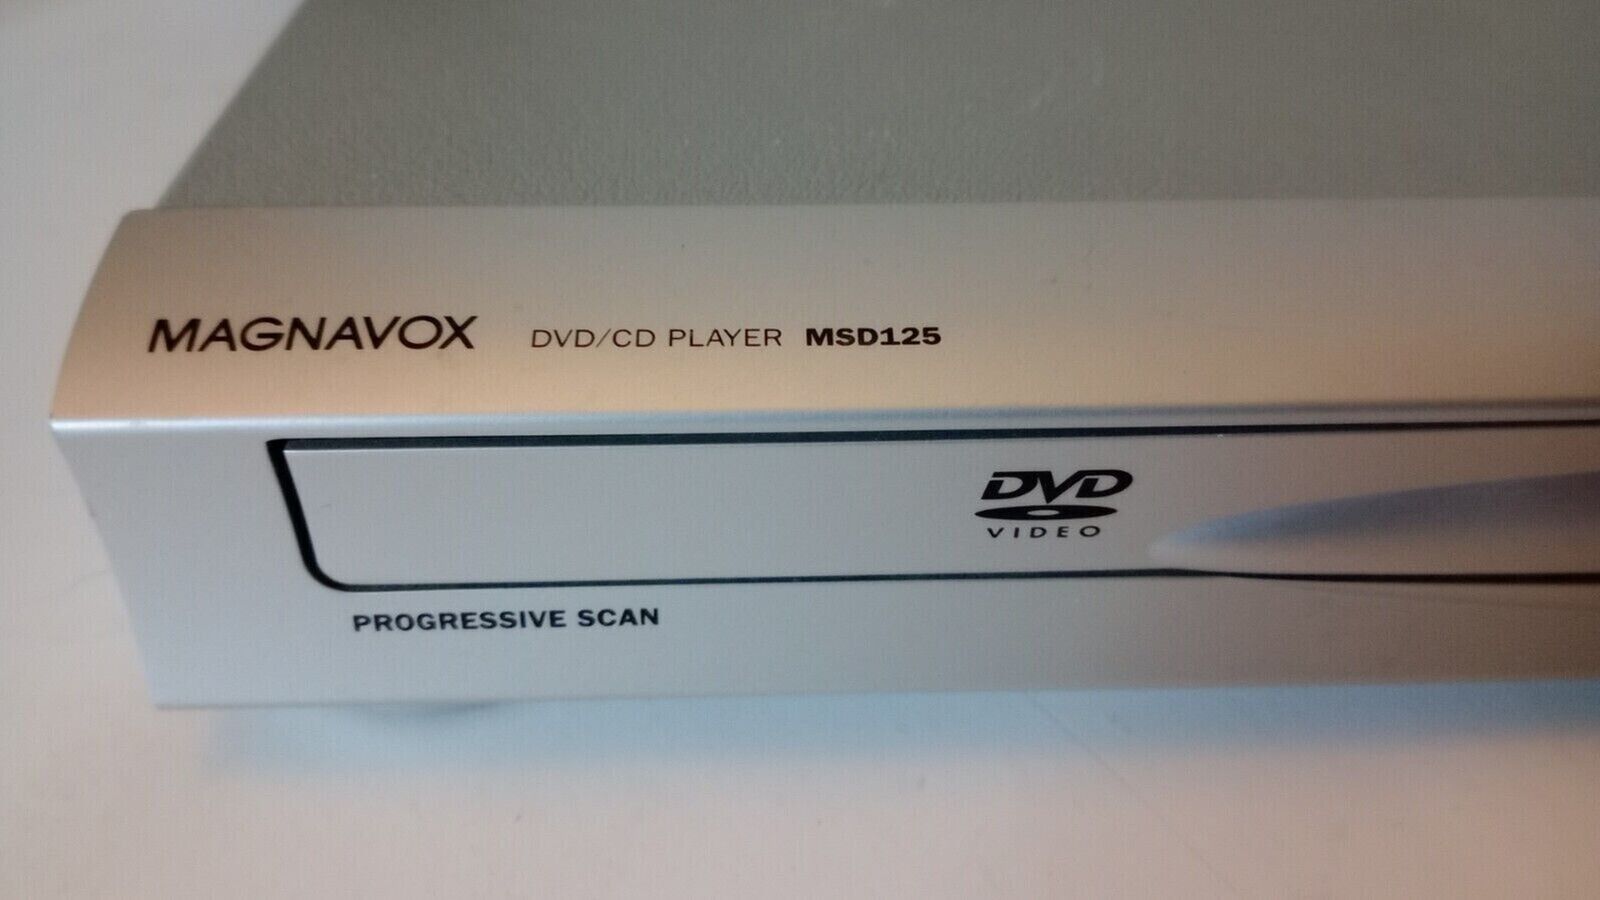 MAGNAVOX DVD/CD PLAYER MSD125
DVD
VIDEO
PROGRESSIVE SCAN